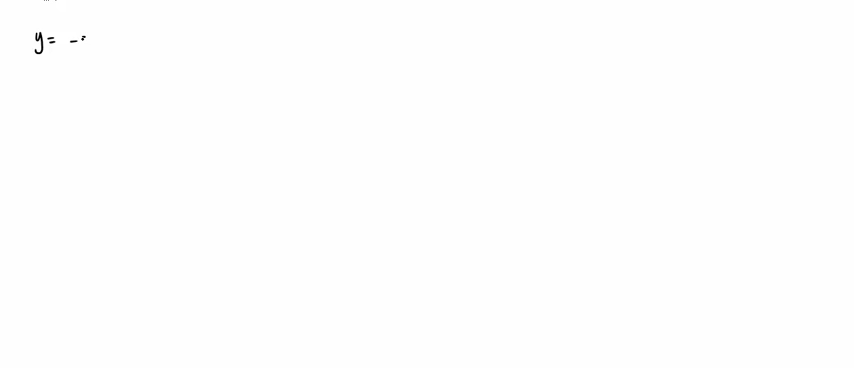 y = -